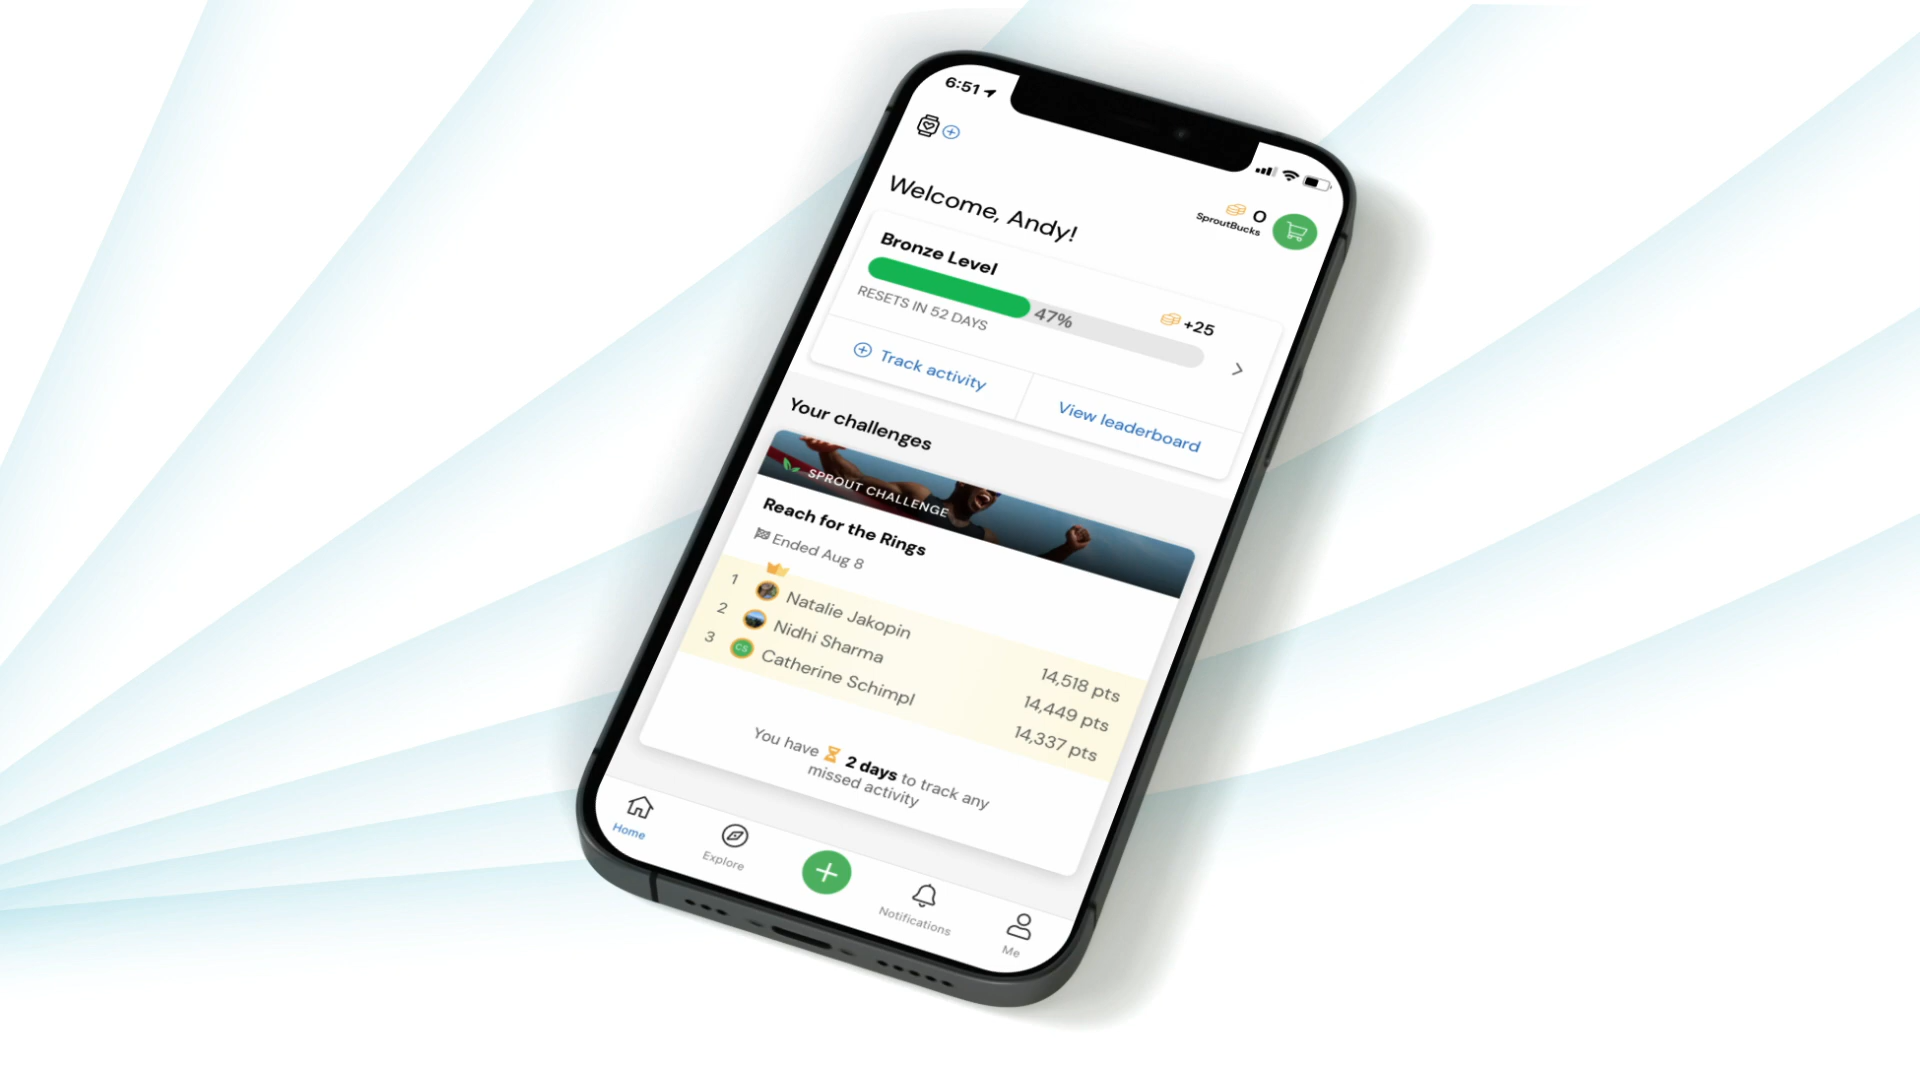 6:51
0
SproutBucks
Welcome, Andy!
Bronze Level
47%
+25
RESETS IN 52 DAYS
Track activity
View leaderboard
Your challenges
SPROUT CHALLENGE
Reach for the Rings
Ended Aug 8
1 Natalie Jakopin 14,518 pts
2 Nidhi Sharma 14,449 pts
3 CS Catherine Schimpl 14,337 pts
You have 2 days to track any
missed activity
Home
Explore
Notifications
Me